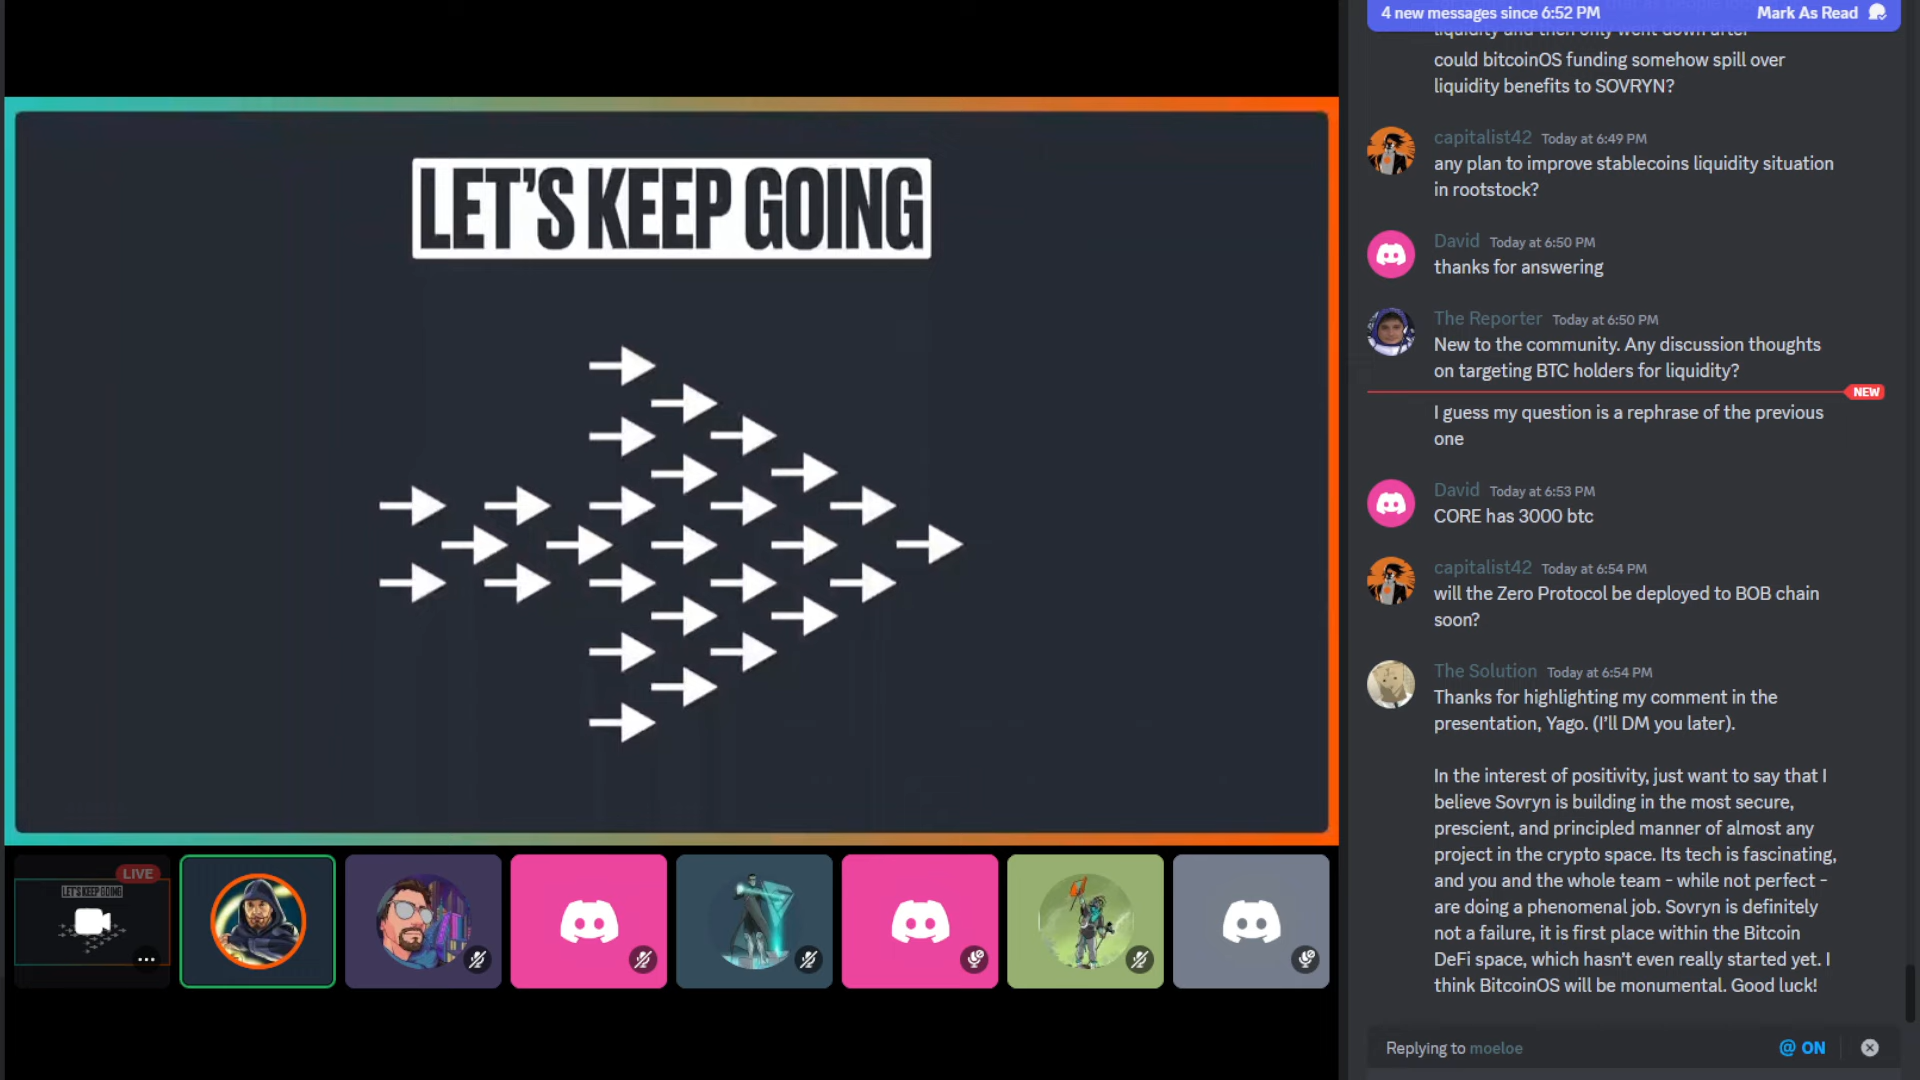 LET'S KEEP GOING
LIVE
LET'S KEEP GOING
4 new messages since 6:52 PM
Mark As Read
liquidity and then only went down after
could bitcoinOS funding somehow spill over
liquidity benefits to SOVRYN?
capitalist42 Today at 6:49 PM
any plan to improve stablecoins liquidity situation
in rootstock?
David Today at 6:50 PM
thanks for answering
The Reporter Today at 6:50 PM
New to the community. Any discussion thoughts
on targeting BTC holders for liquidity?
NEW
I guess my question is a rephrase of the previous
one
David Today at 6:53 PM
CORE has 3000 btc
capitalist42 Today at 6:54 PM
will the Zero Protocol be deployed to BOB chain
soon?
The Solution Today at 6:54 PM
Thanks for highlighting my comment in the
presentation, Yago. (I'll DM you later).
In the interest of positivity, just want to say that I
believe Sovryn is building in the most secure,
prescient, and principled manner of almost any
project in the crypto space. Its tech is fascinating,
and you and the whole team - while not perfect -
are doing a phenomenal job. Sovryn is definitely
not a failure, it is first place within the Bitcoin
DeFi space, which hasn't even really started yet. I
think BitcoinOS will be monumental. Good luck!
Replying to moeloe
@ ON